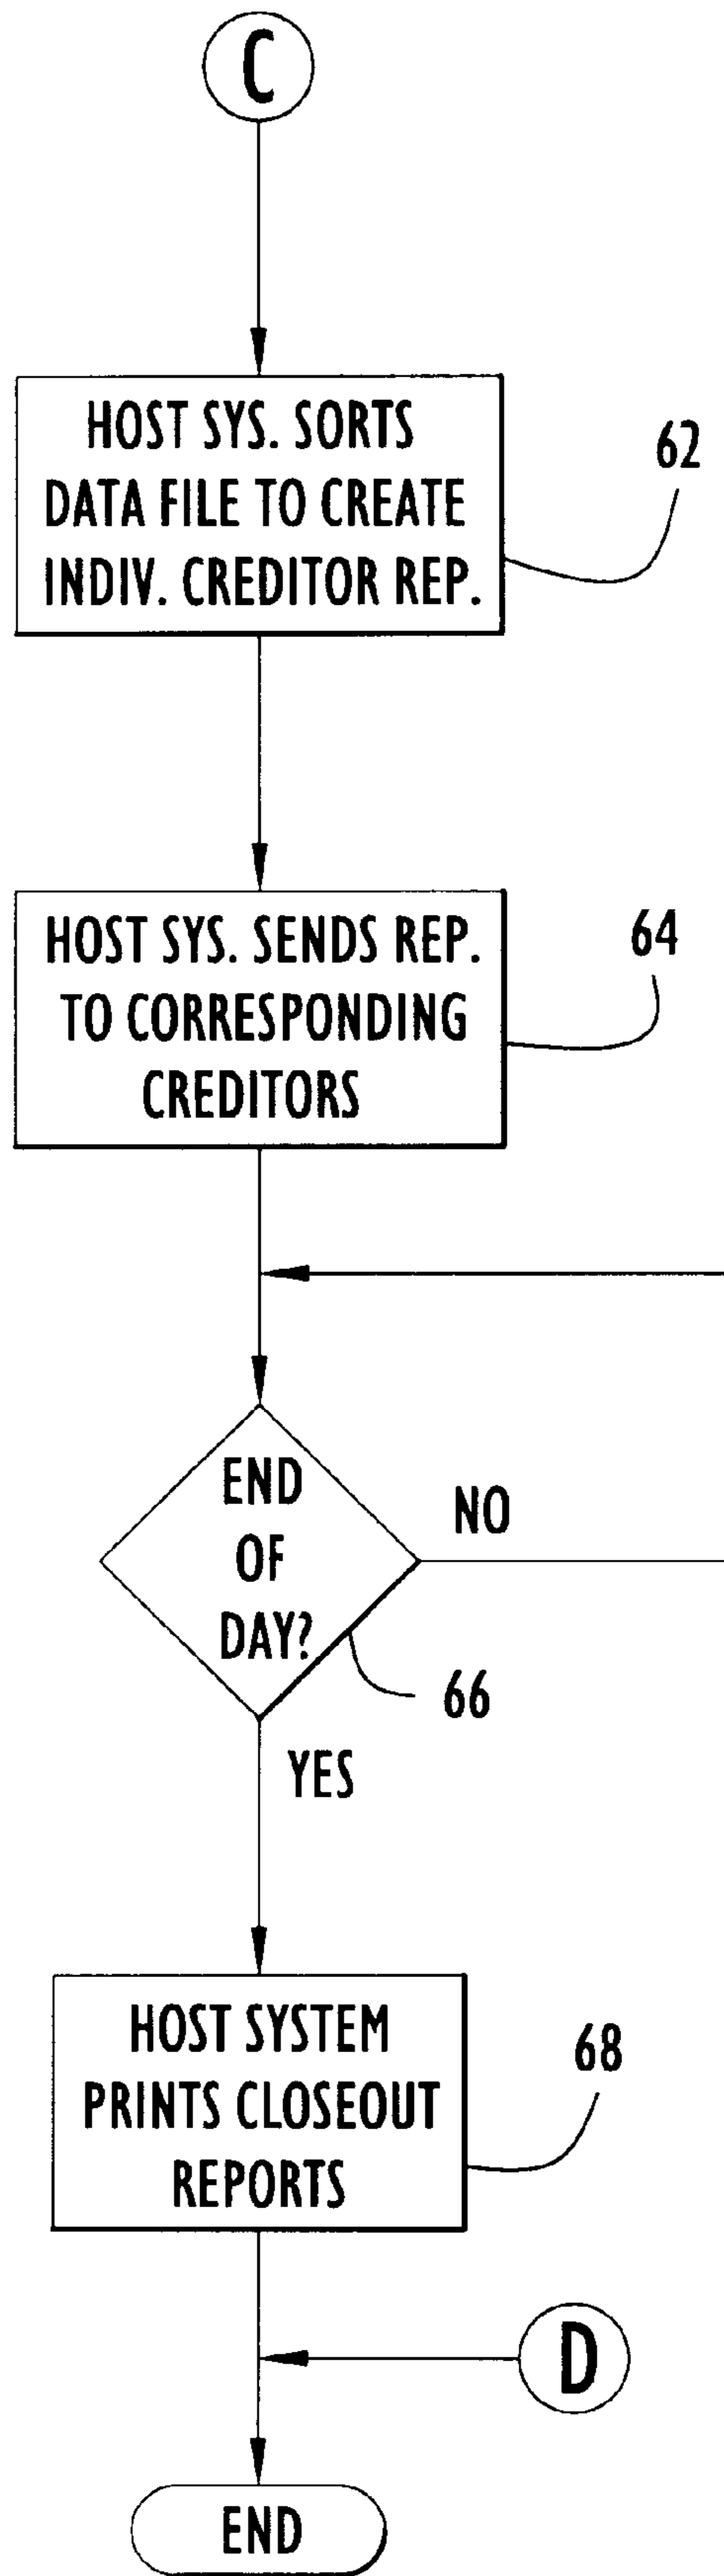 C
HOST SYS. SORTS
DATA FILE TO CREATE
INDIV. CREDITOR REP.
62
HOST SYS. SENDS REP.
TO CORRESPONDING
CREDITORS
64
END
OF
DAY?
NO
66
YES
HOST SYSTEM
PRINTS CLOSEOUT
REPORTS
68
D
END